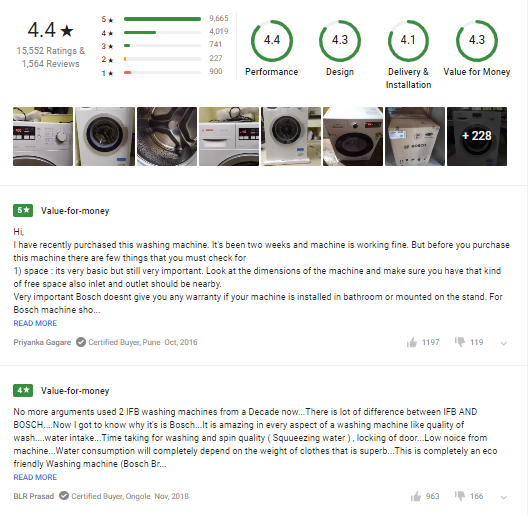 4.4★
15,552 Ratings &
1,564 Reviews
5★ 9,665
4★ 4,019
3★ 741
2★ 227
1★ 900
4.4
Performance
4.3
Design
4.1
Delivery &
Installation
4.3
Value for Money
BOSCH
+ 228
5★ Value-for-money
Hi,
I have recently purchased this washing machine. It's been two weeks and machine is working fine. But before you purchase
this machine there are few things that you must check for
1) space : its very basic but still very important. Look at the dimensions of the machine and make sure you have that kind
of free space also inlet and outlet should be nearby.
Very important Bosch doesnt give you any warranty if your machine is installed in bathroom or mounted on the stand. For
Bosch machine sho...
READ MORE
Priyanka Gagare Certified Buyer, Pune Oct, 2016 1197 119
4★ Value-for-money
No more arguments used 2 IFB washing machines from a Decade now...There is lot of difference between IFB AND
BOSCH....Now I got to know why it's is Bosch...It is amazing in every aspect of a washing machine like quality of
wash....water intake...Time taking for washing and spin quality ( Squueezing water ) , locking of door...Low noice from
machine...Water consumption will completely depend on the weight of clothes that is superb...This is completely an eco
friendly Washing machine (Bosch Br...
READ MORE
BLR Prasad Certified Buyer, Ongole Nov, 2018 963 166